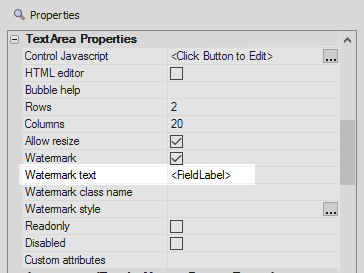 Properties
TextArea Properties
Control Javascript <Click Button to Edit> ...
HTML editor
Bubble help
Rows 2
Columns 20
Allow resize
Watermark
Watermark text <FieldLabel>
Watermark class name
Watermark style ...
Readonly
Disabled
Custom attributes